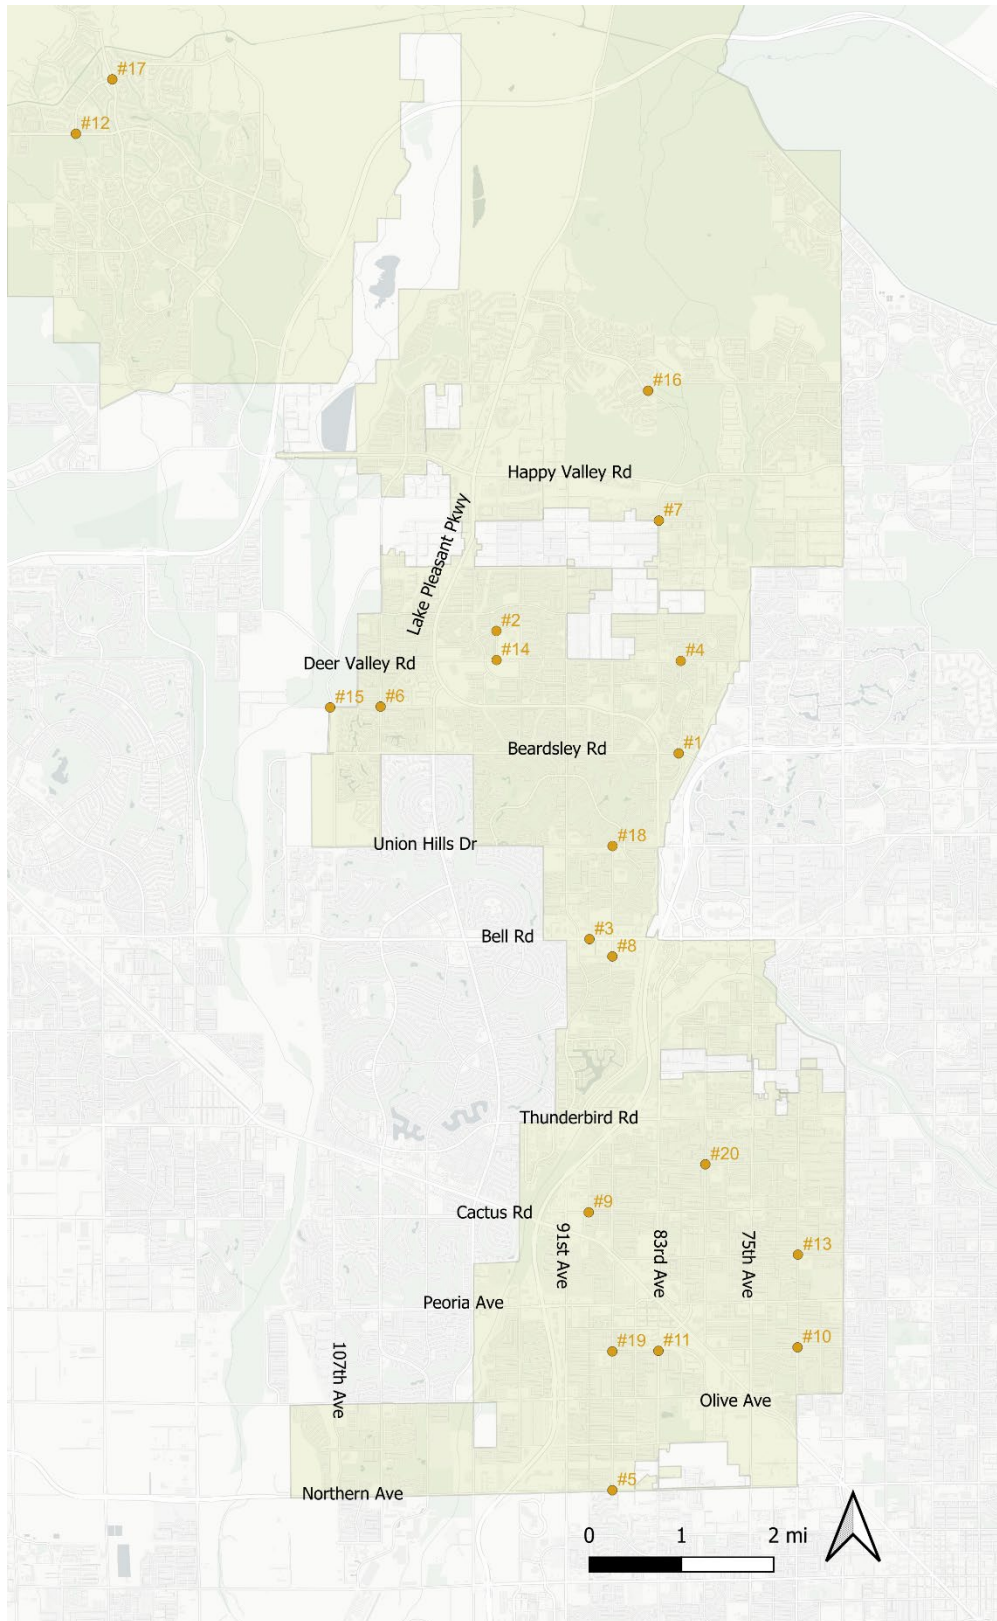 #17
#12
#16
Happy Valley Rd
Lake Pleasant Pkwy
#7
#2
#14
#4
Deer Valley Rd
#15
#6
#1
Beardsley Rd
Union Hills Dr
#18
Bell Rd
#3
#8
Thunderbird Rd
#20
Cactus Rd
#9
91st Ave
83rd Ave
75th Ave
#13
Peoria Ave
#19
#11
#10
107th Ave
Olive Ave
Northern Ave
#5
0 1 2 mi